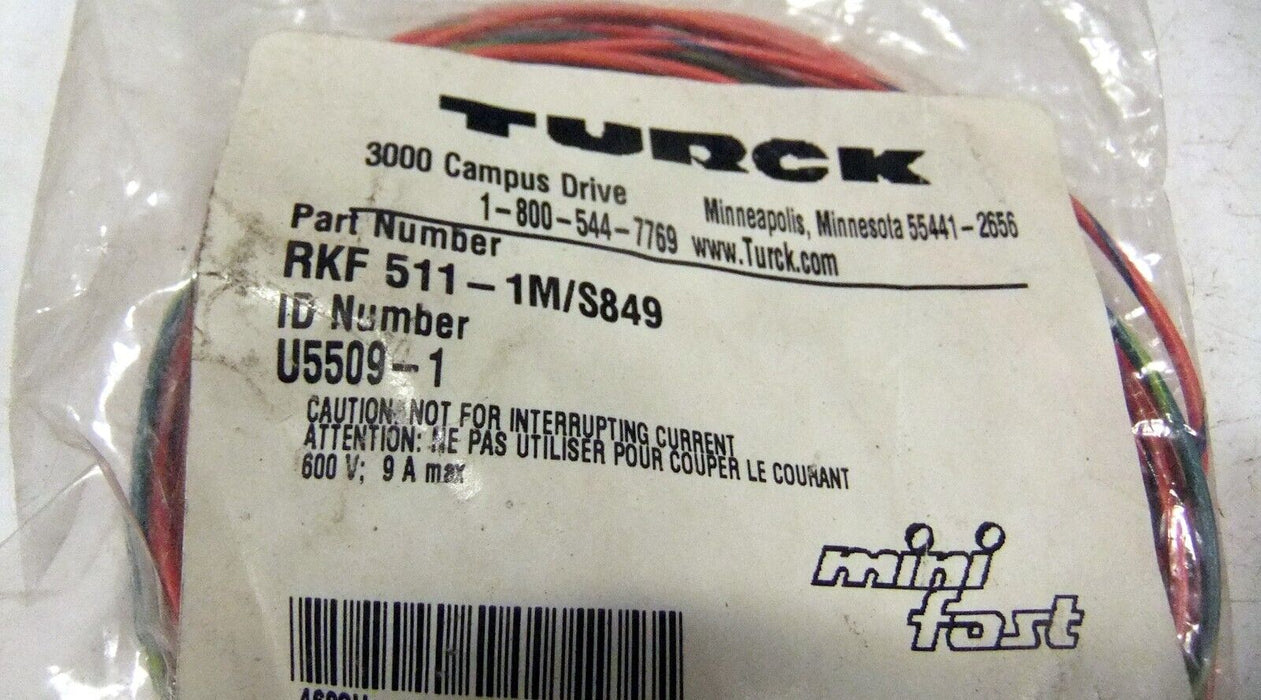 TURCK
3000 Campus Drive Minneapolis, Minnesota 55441-2656
1-800-544-7769 www.Turck.com
Part Number
RKF 511-1M/S849
ID Number
U5509-1
CAUTION: NOT FOR INTERRUPTING CURRENT
ATTENTION: NE PAS UTILISER POUR COUPER LE COURANT
600 V; 9 A max
mini
fast